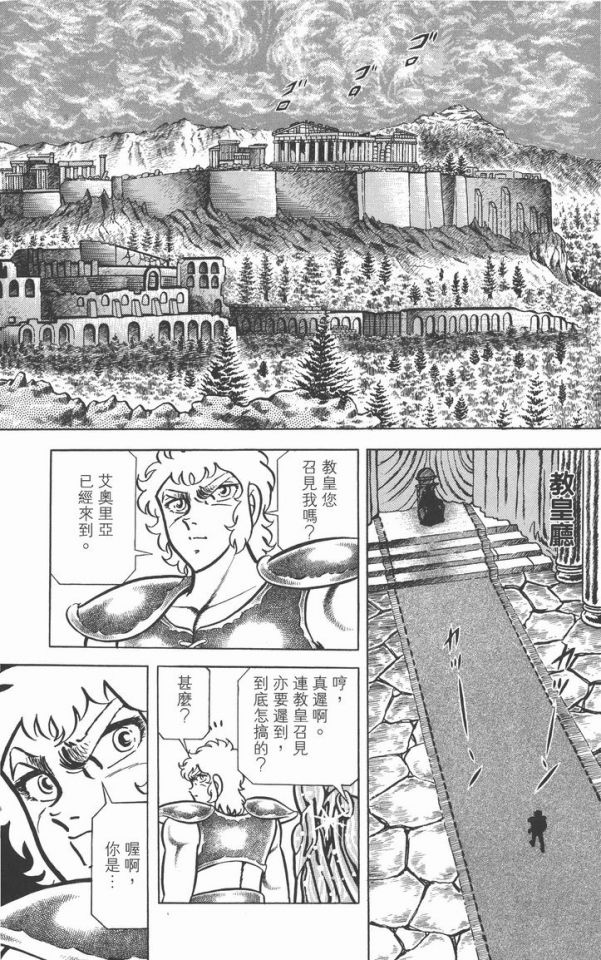 ゴロ
ゴロ
ゴロ
教皇廳
カッ
カッ
教皇您
召見我嗎？
艾奧里亞
已經來到。
哼，
真遲啊。
連教皇召見
亦要遲到，
到底怎搞的？
甚麼？
喔啊，
你是…